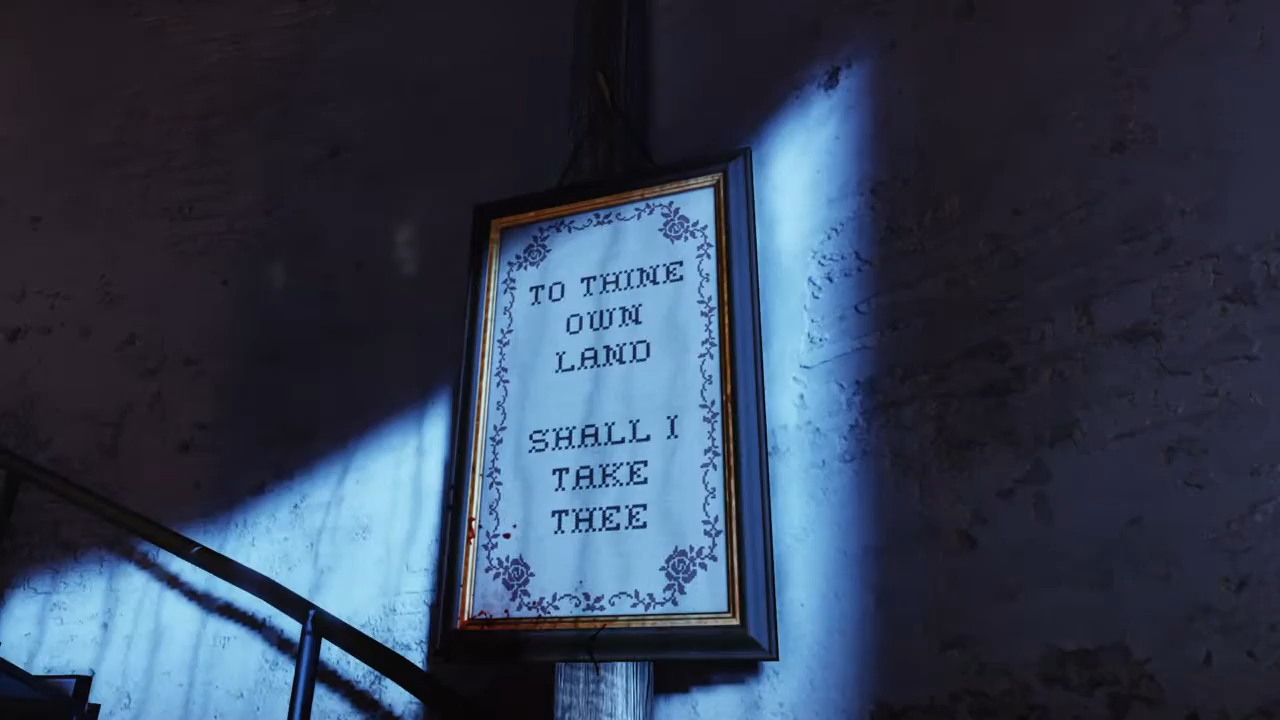 TO THINE
OWN
LAND
SHALL I
TAKE
THEE